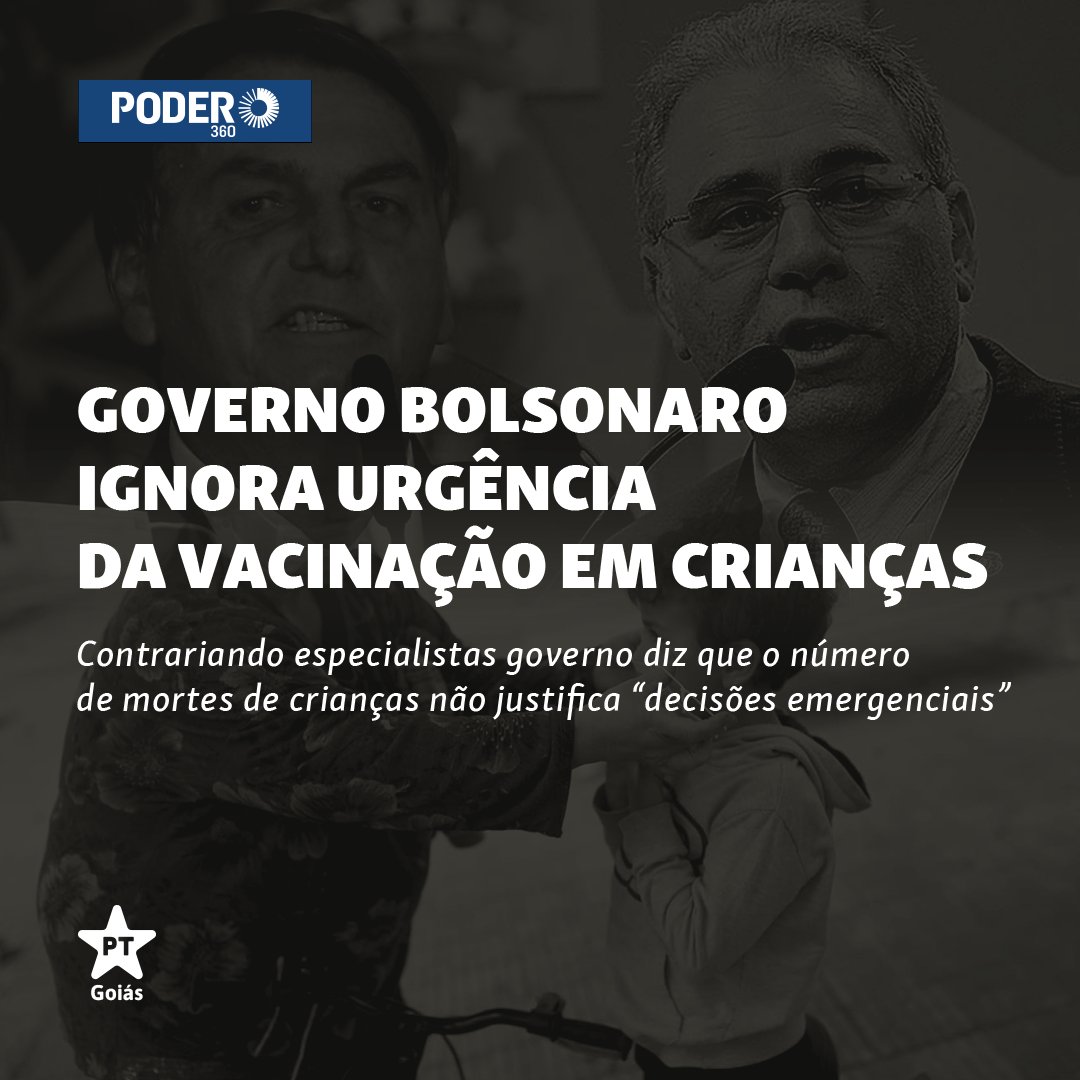 PODER
360
GOVERNO BOLSONARO
IGNORA URGÊNCIA
DA VACINAÇÃO EM CRIANÇAS
Contrariando especialistas governo diz que o número
de mortes de crianças não justifica “decisões emergenciais”
PT
Goiás